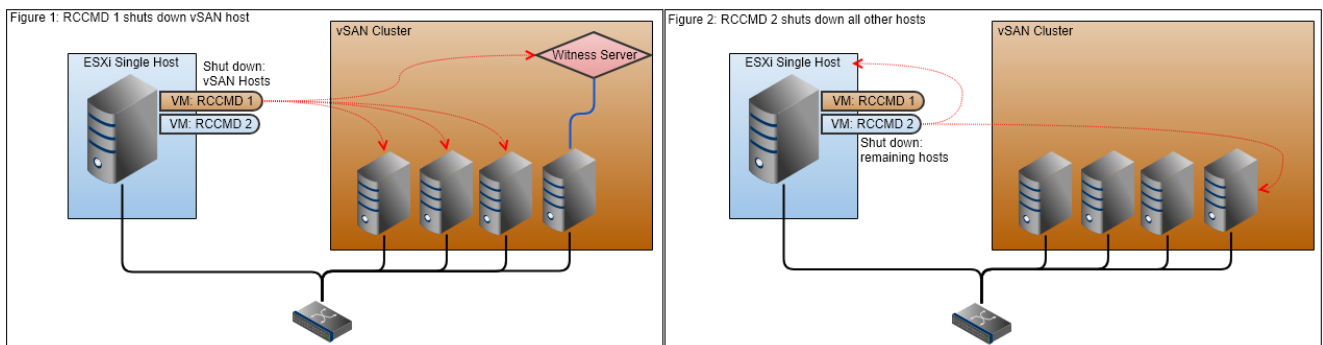 Figure 1: RCCMD 1 shuts down vSAN host
vSAN Cluster
ESXi Single Host
Shut down:
vSAN Hosts
Witness Server
VM: RCCMD 1
VM: RCCMD 2
Figure 2: RCCMD 2 shuts down all other hosts
vSAN Cluster
ESXi Single Host
VM: RCCMD 1
VM: RCCMD 2
Shut down:
remaining hosts